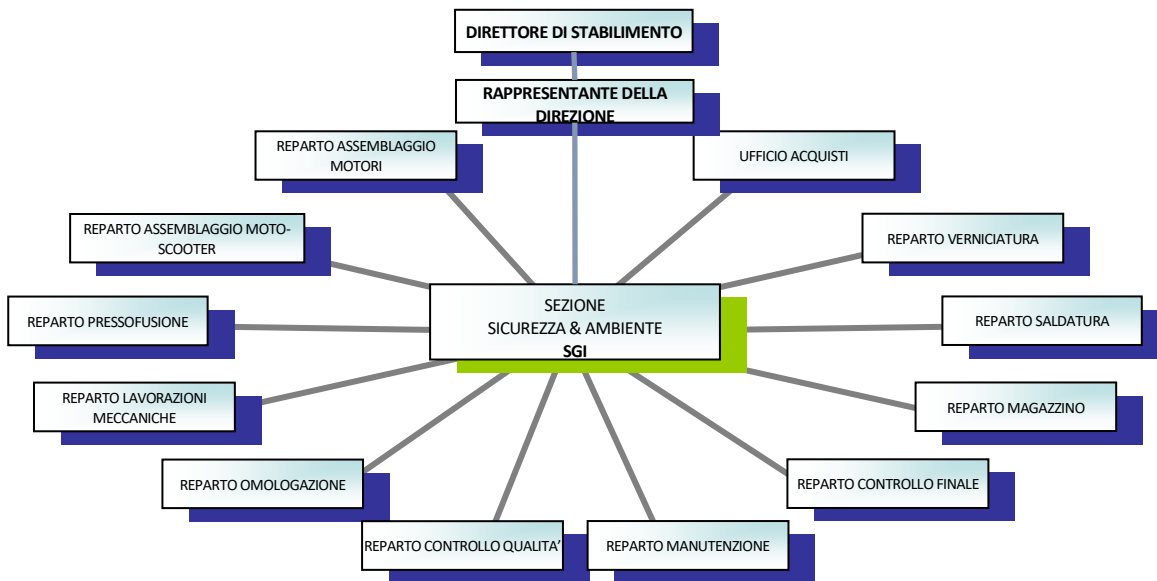 DIRETTORE DI STABILIMENTO
RAPPRESENTANTE DELLA
DIREZIONE
REPARTO ASSEMBLAGGIO
MOTORI
UFFICIO ACQUISTI
REPARTO ASSEMBLAGGIO MOTO-
SCOOTER
REPARTO VERNICIATURA
SEZIONE
SICUREZZA & AMBIENTE
SGI
REPARTO PRESSOFUSIONE
REPARTO SALDATURA
REPARTO LAVORAZIONI
MECCANICHE
REPARTO MAGAZZINO
REPARTO OMOLOGAZIONE
REPARTO CONTROLLO FINALE
REPARTO CONTROLLO QUALITA’
REPARTO MANUTENZIONE